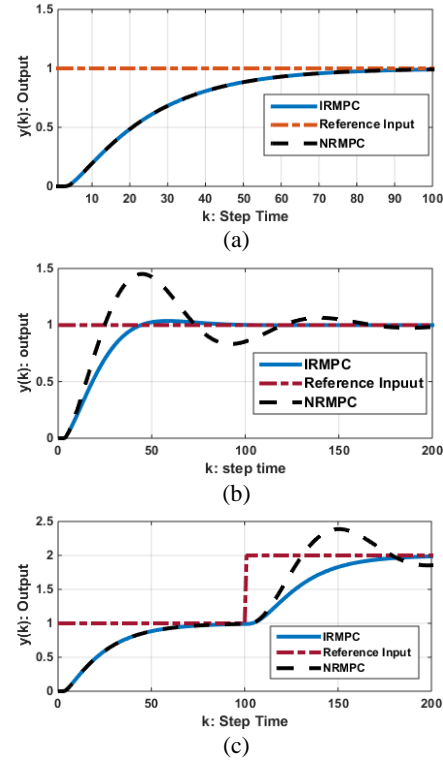 1.5
1
0.5
0
y(k): Output
IRMPC
Reference Input
NRMPC
10 20 30 40 50 60 70 80 90 100
k: Step Time
(a)
1.5
1
0.5
0
y(k): output
IRMPC
Reference Inpuut
NRMPC
0 50 100 150 200
k: step time
(b)
2.5
2
1.5
1
0.5
0
y(k): Output
IRMPC
Reference Input
NRMPC
0 50 100 150 200
k: Step Time
(c)